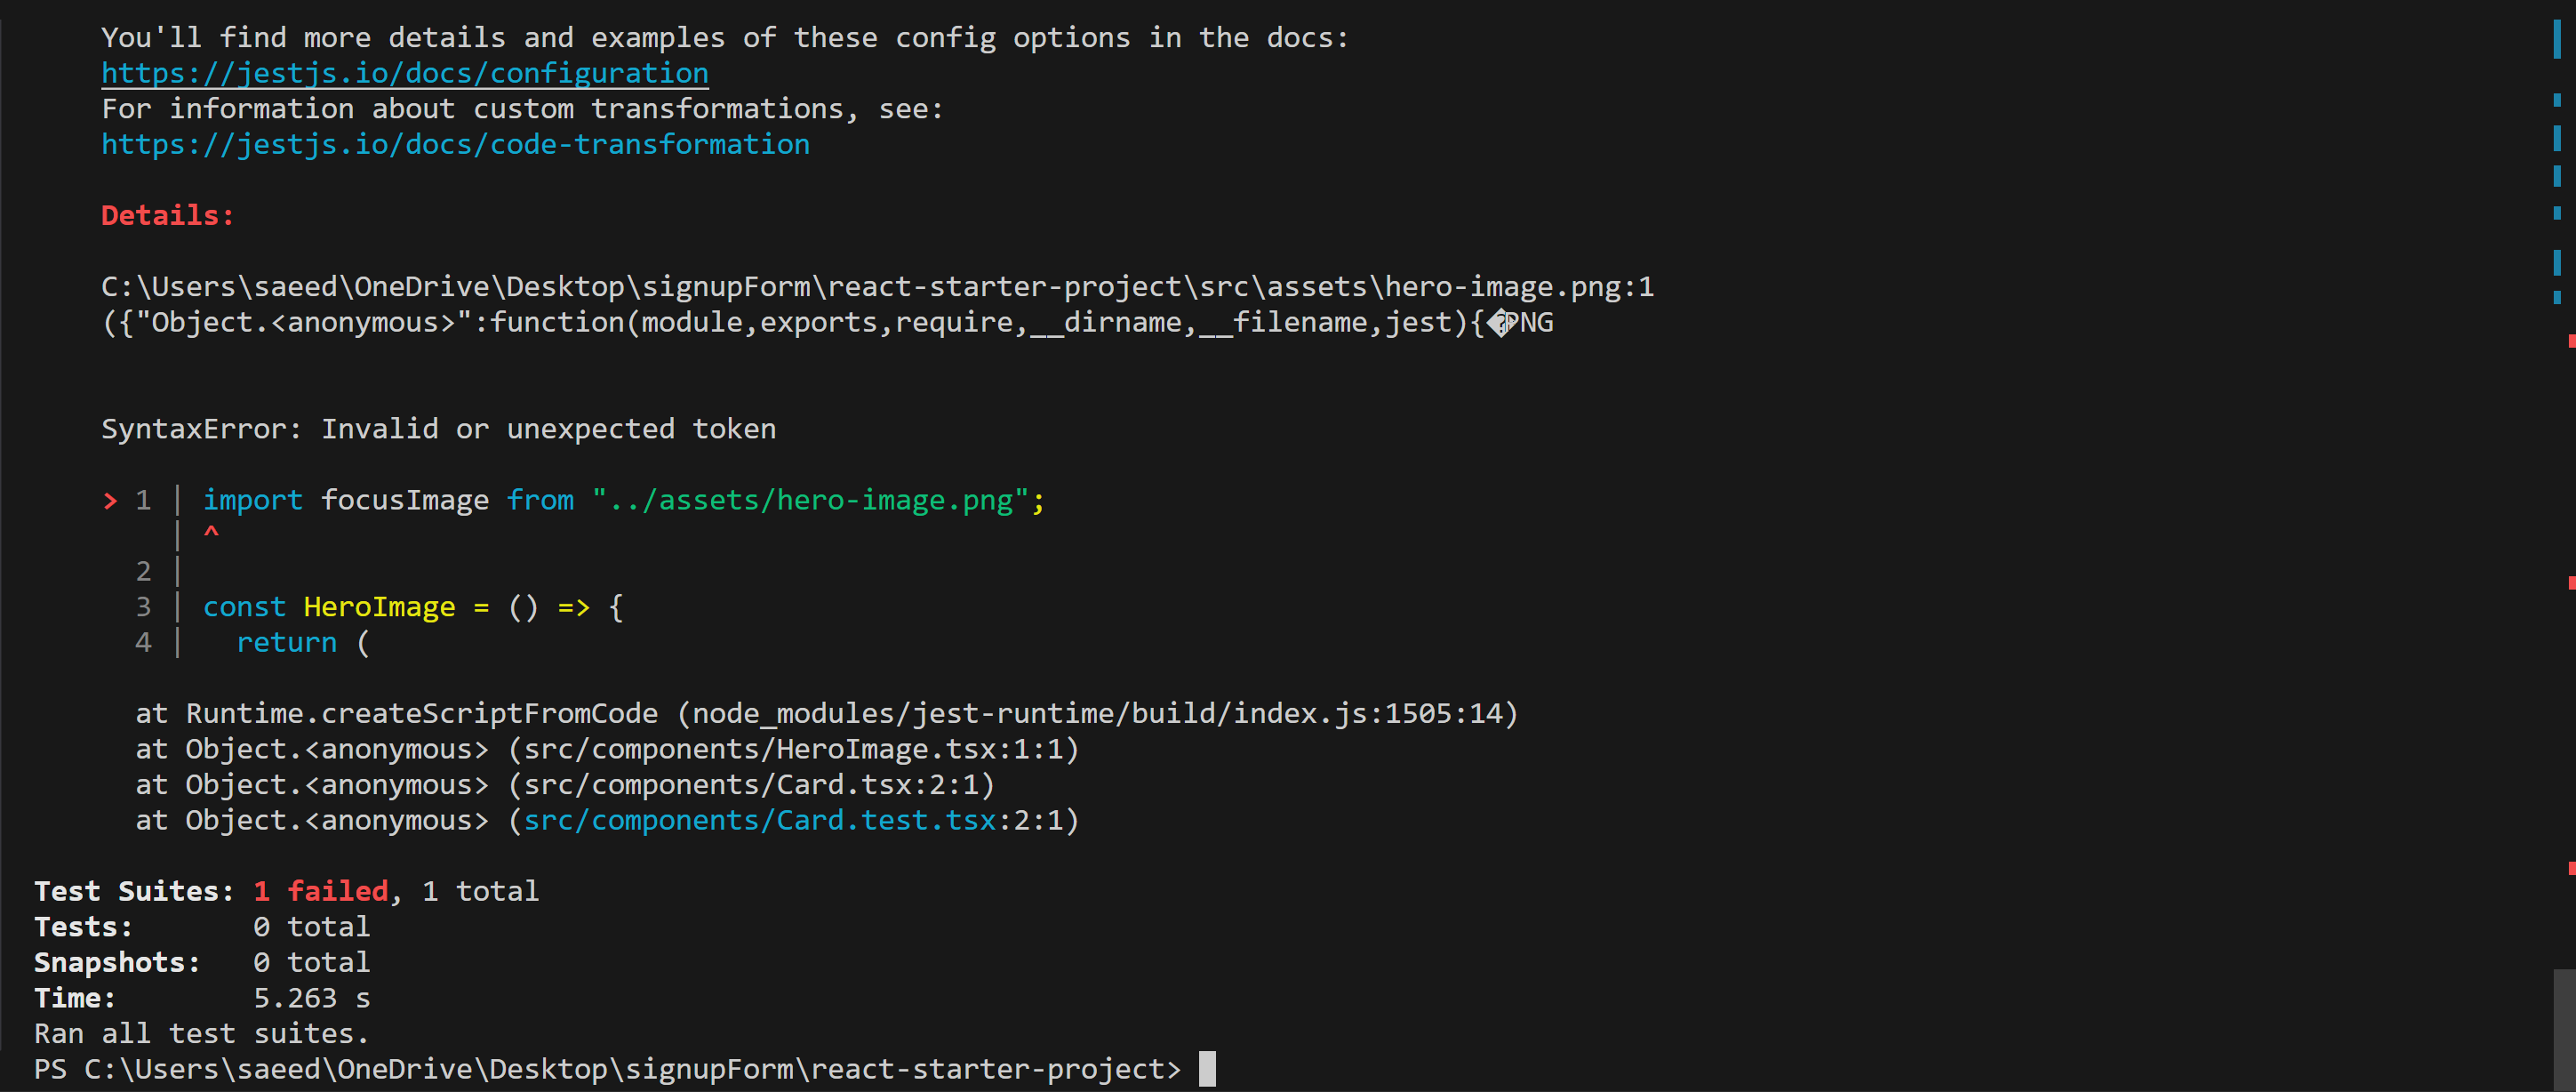 You'll find more details and examples of these config options in the docs:
https://jestjs.io/docs/configuration
For information about custom transformations, see:
https://jestjs.io/docs/code-transformation
Details:
C:\Users\saeed\OneDrive\Desktop\signupForm\react-starter-project\src\assets\hero-image.png:1
({"Object.<anonymous>":function(module,exports,require,__dirname,__filename,jest){�PNG
SyntaxError: Invalid or unexpected token
> 1 | import focusImage from "../assets/hero-image.png";
| ^
2 |
3 | const HeroImage = () => {
4 |   return (
at Runtime.createScriptFromCode (node_modules/jest-runtime/build/index.js:1505:14)
at Object.<anonymous> (src/components/HeroImage.tsx:1:1)
at Object.<anonymous> (src/components/Card.tsx:2:1)
at Object.<anonymous> (src/components/Card.test.tsx:2:1)
Test Suites: 1 failed, 1 total
Tests:       0 total
Snapshots:   0 total
Time:        5.263 s
Ran all test suites.
PS C:\Users\saeed\OneDrive\Desktop\signupForm\react-starter-project>